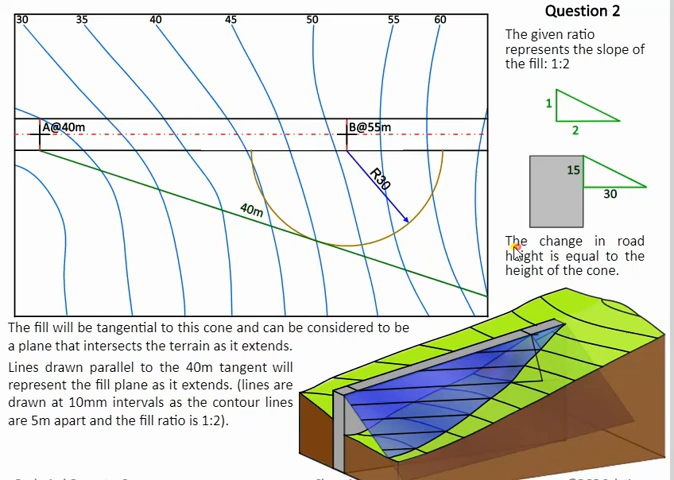 30 35 40 45 50 55 60
Question 2
The given ratio
represents the slope of
the fill: 1:2
1
2
A@40m
B@55m
R30
40m
15
30
The change in road
height is equal to the
height of the cone.
The fill will be tangential to this cone and can be considered to be
a plane that intersects the terrain as it extends.
Lines drawn parallel to the 40m tangent will
represent the fill plane as it extends. (lines are
drawn at 10mm intervals as the contour lines
are 5m apart and the fill ratio is 1:2).